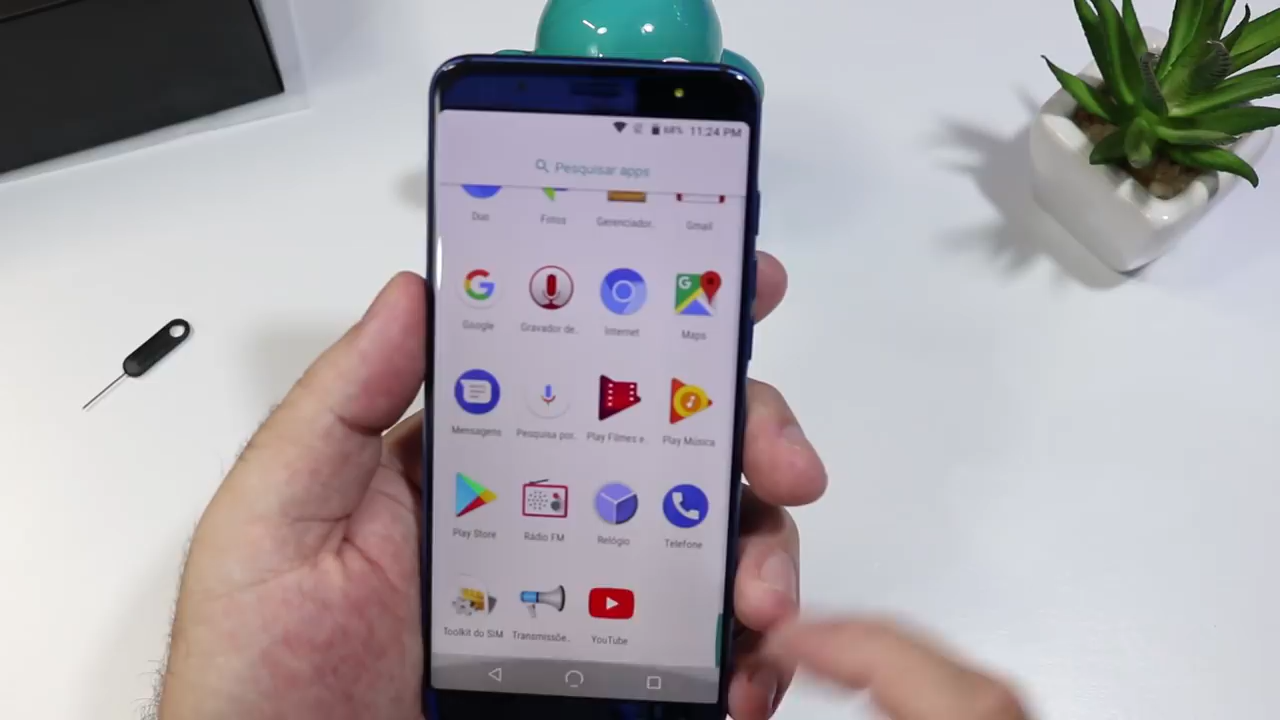 68% 11:24 PM
Pesquisar apps
Duo Fotos Gerenciador.. Gmail
Google Gravador de.. Internet Maps
Mensagens Pesquisa por.. Play Filmes e.. Play Música
Play Store Rádio FM Relógio Telefone
Toolkit do SIM Transmissõe.. YouTube